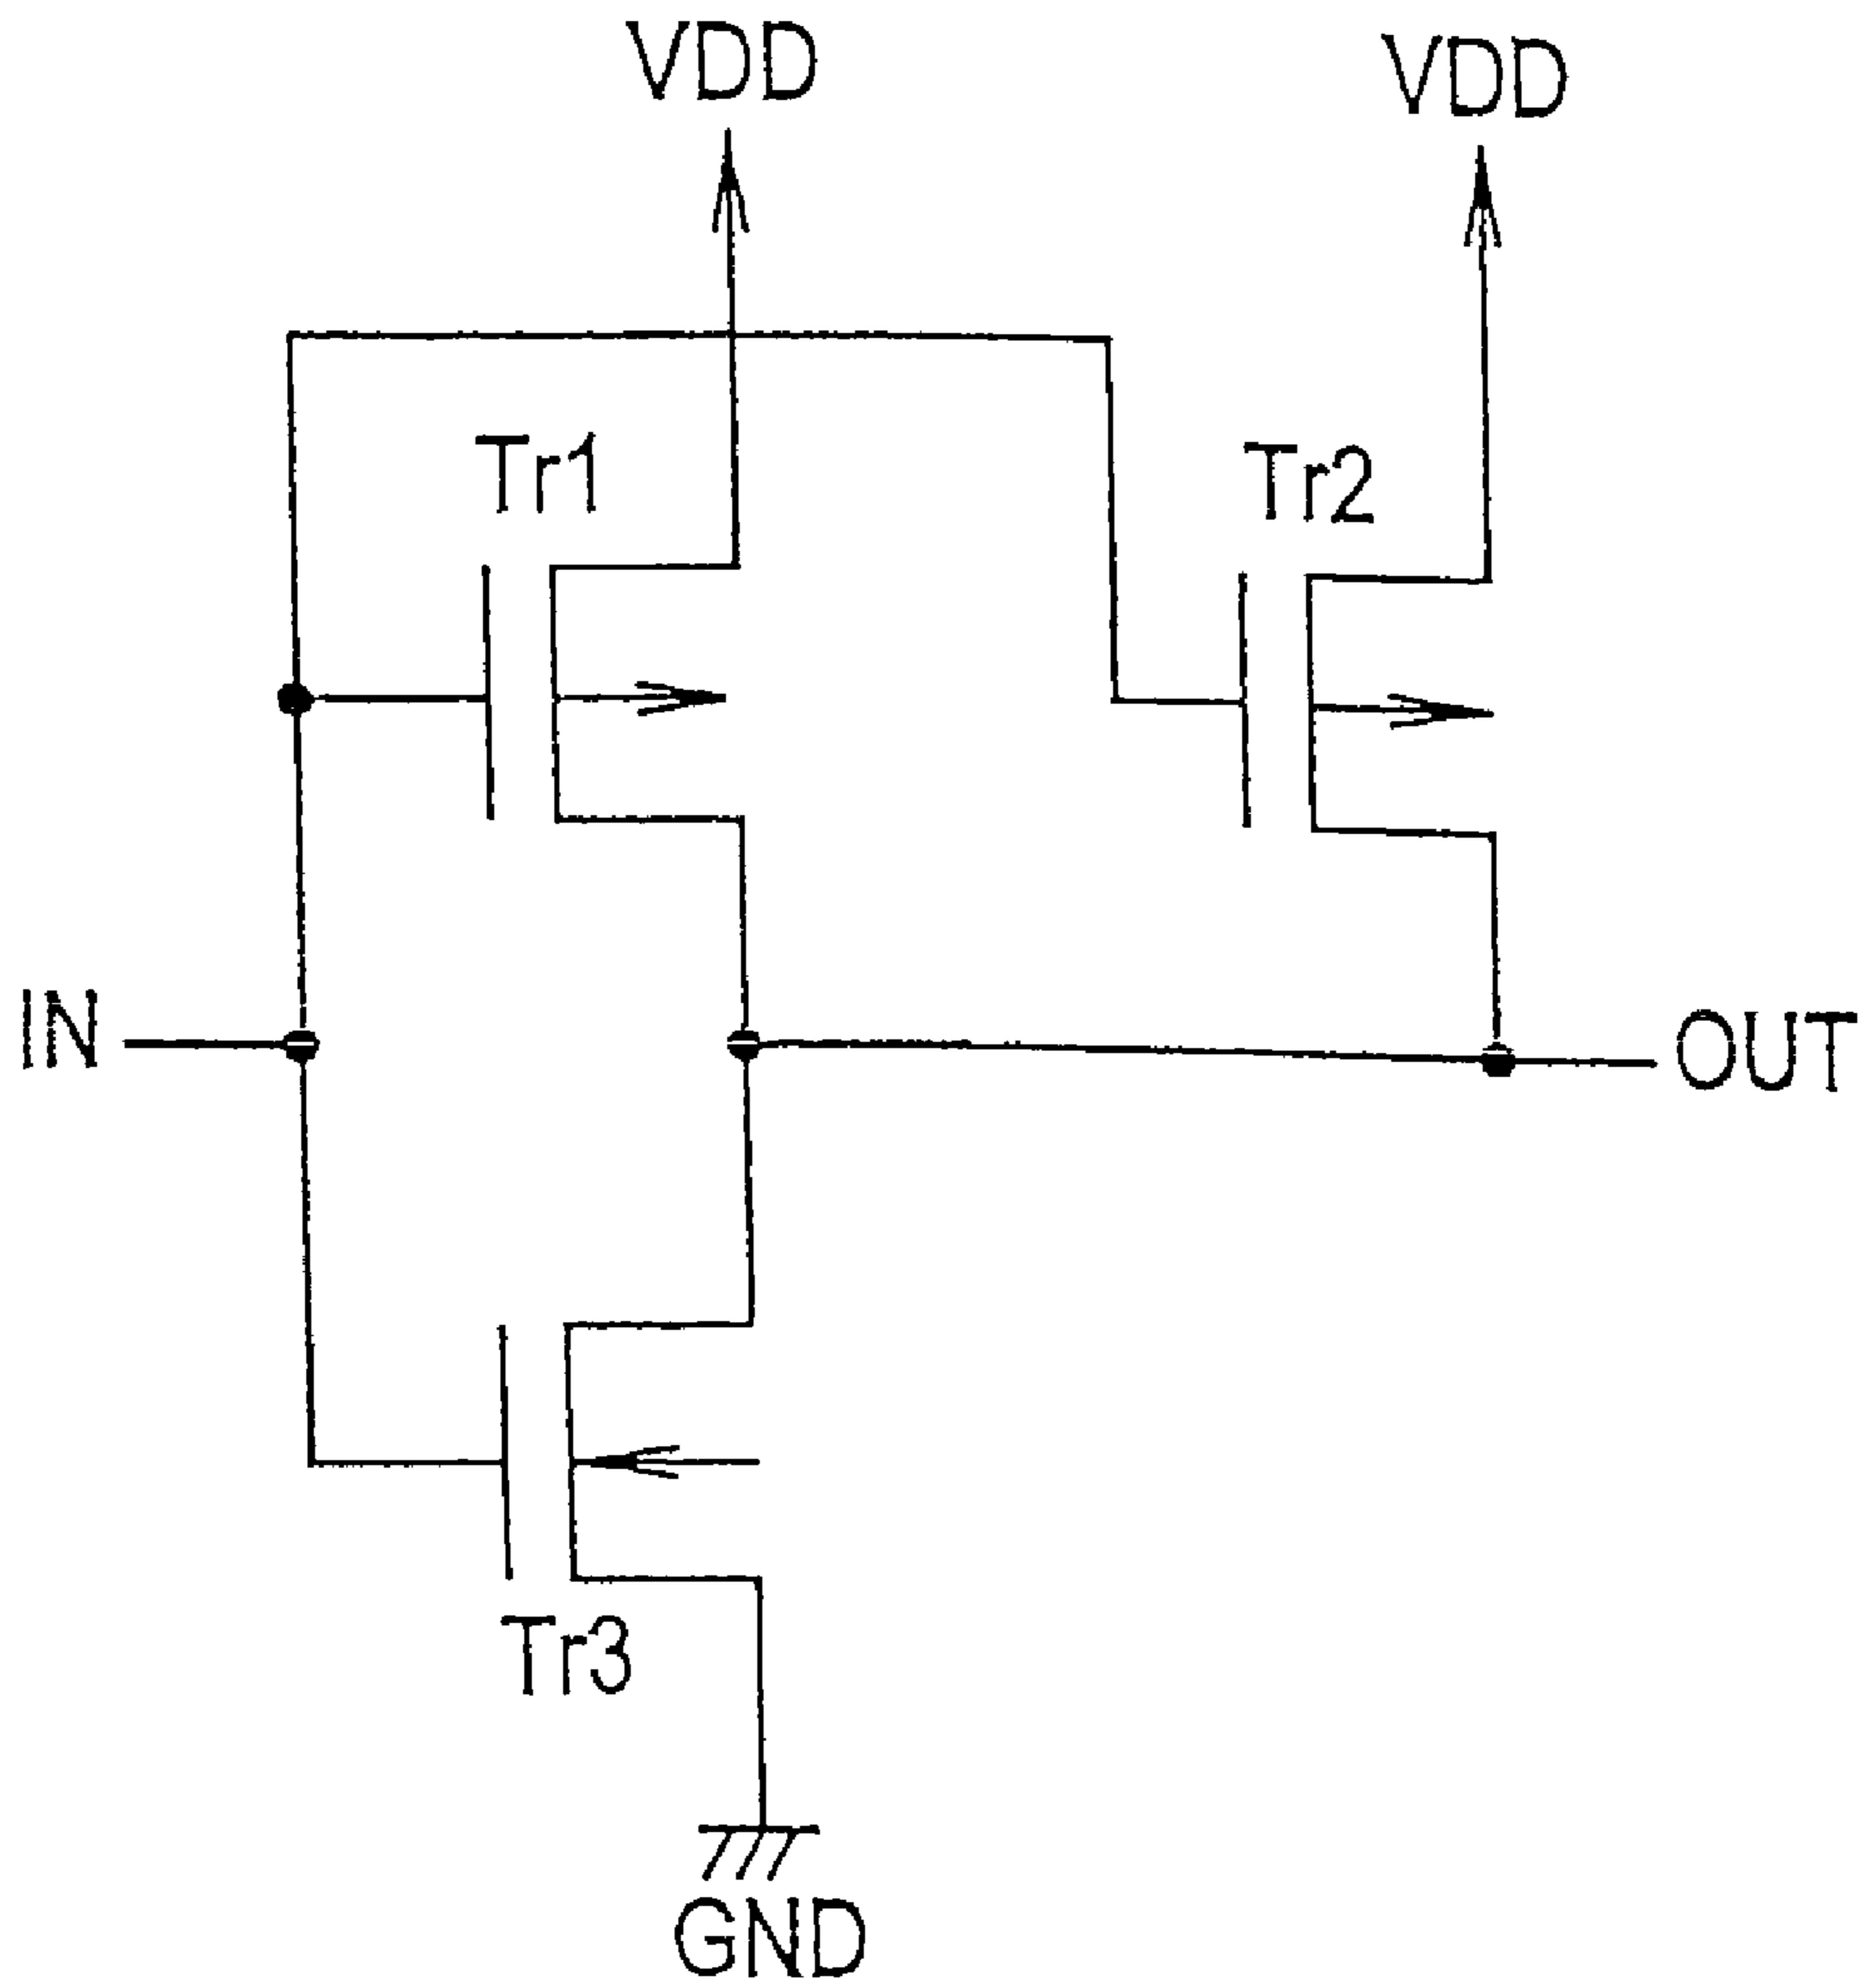 VDD
VDD
Tr1
Tr2
IN
OUT
Tr3
GND